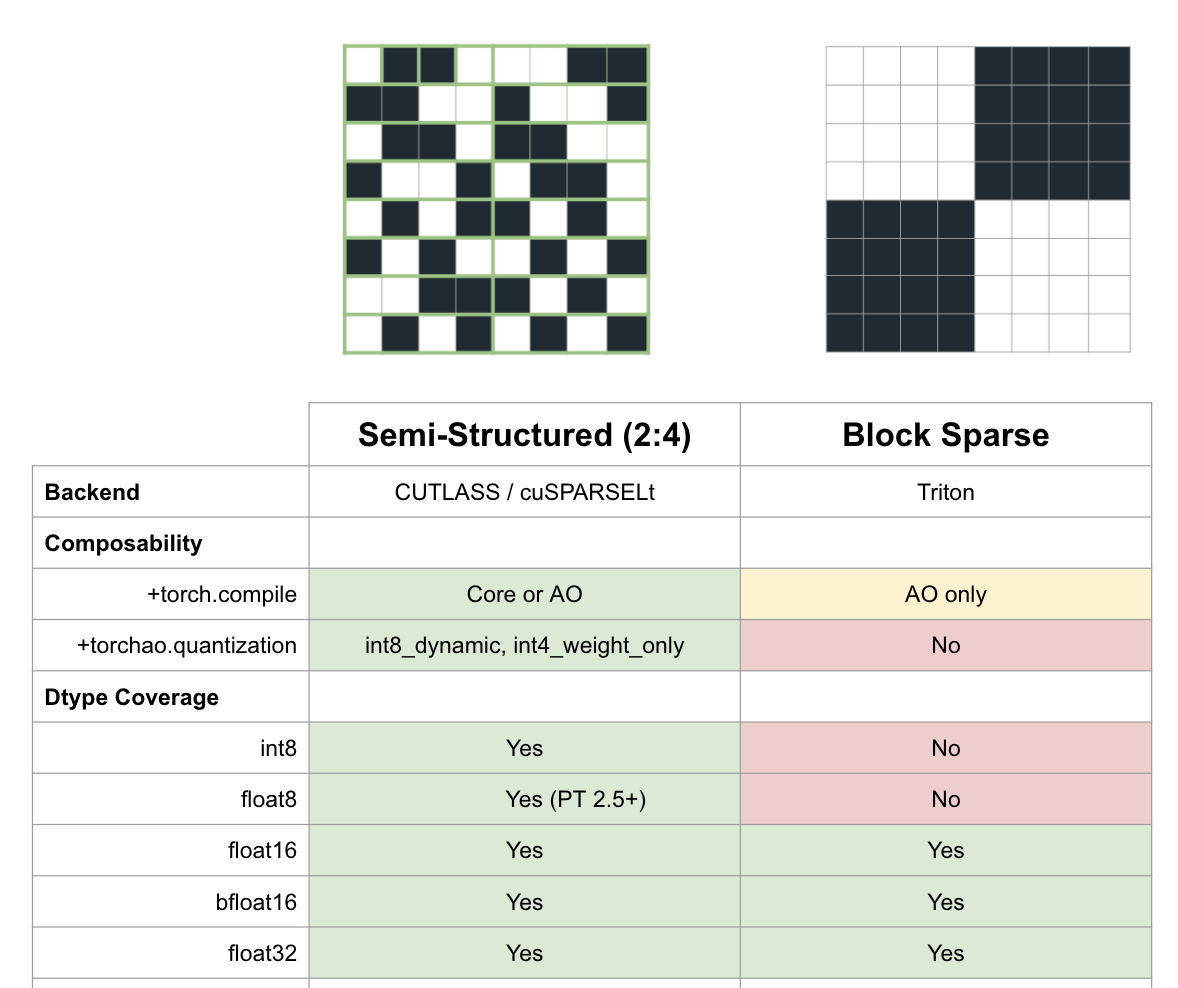 Semi-Structured (2:4) Block Sparse
Backend CUTLASS / cuSPARSELt Triton
Composability
+torch.compile Core or AO AO only
+torchao.quantization int8_dynamic, int4_weight_only No
Dtype Coverage
int8 Yes No
float8 Yes (PT 2.5+) No
float16 Yes Yes
bfloat16 Yes Yes
float32 Yes Yes